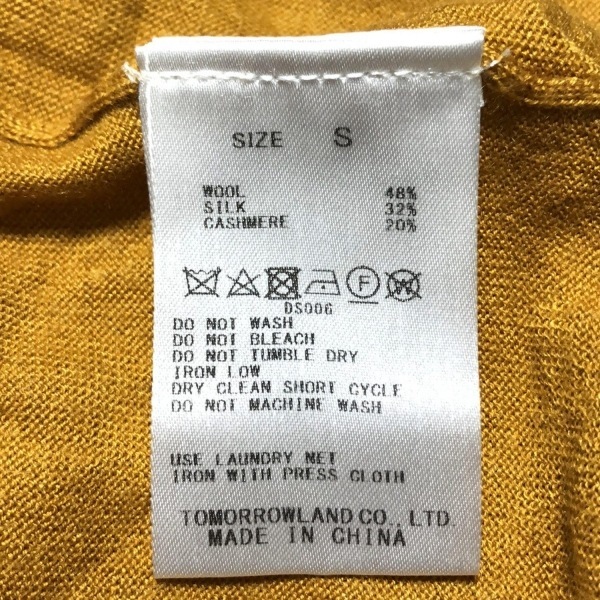 SIZE S
WOOL 48%
SILK 32%
CASHMERE 20%
F W
DS006
DO NOT WASH
DO NOT BLEACH
DO NOT TUMBLE DRY
IRON LOW
DRY CLEAN SHORT CYCLE
DO NOT MACHINE WASH
USE LAUNDRY NET
IRON WITH PRESS CLOTH
TOMORROWLAND CO., LTD.
MADE IN CHINA